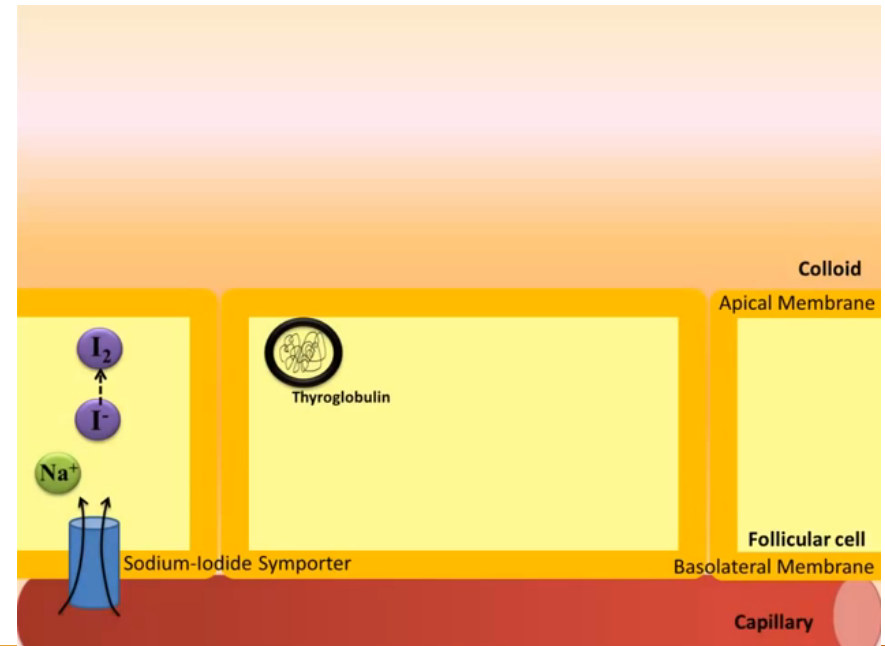 Colloid
Apical Membrane
I₂
I⁻
Thyroglobulin
Na⁺
Follicular cell
Sodium-Iodide Symporter
Basolateral Membrane
Capillary